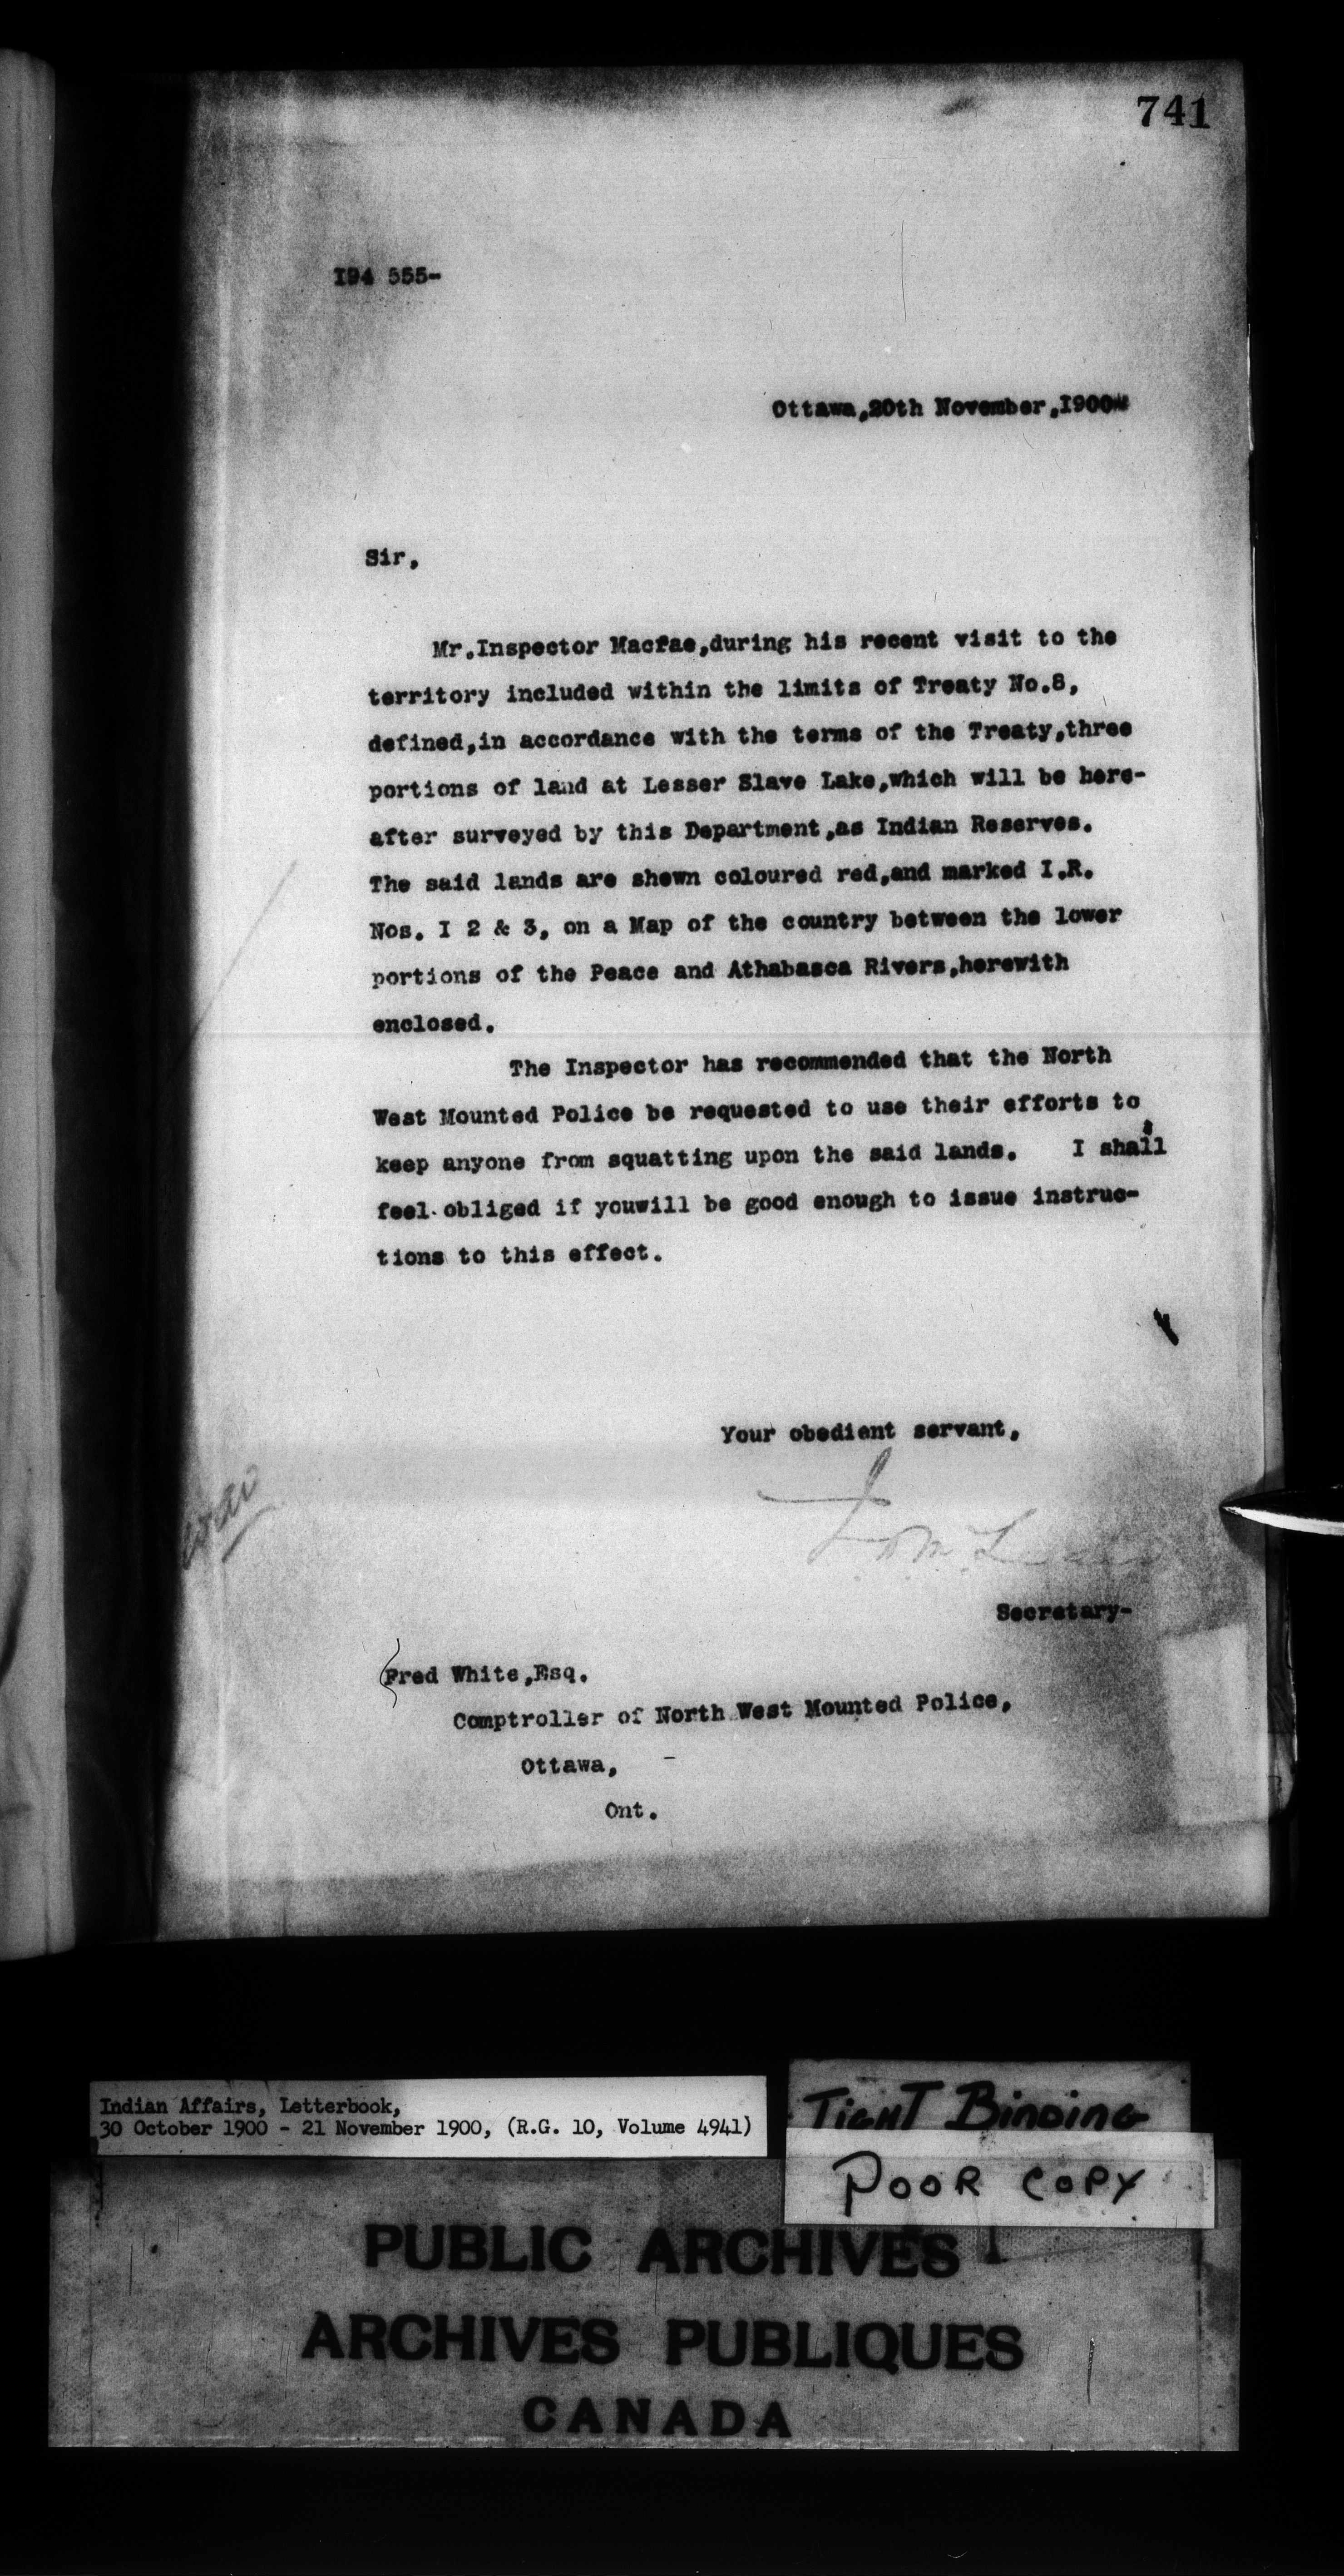 741
I94 555-
Ottawa,20th November,I900
Sir,
Mr.Inspector Macrae,during his recent visit to the
territory included within the limits of Treaty No.8,
defined,in accordance with the terms of the Treaty,three
portions of land at Lesser Slave Lake,which will be here-
after surveyed by this Department,as Indian Reserves.
The said lands are shewn coloured red,and marked I.R.
Nos. I 2 & 3, on a Map of the country between the lower
portions of the Peace and Athabasca Rivers,herewith
enclosed.
The Inspector has recommended that the North
West Mounted Police be requested to use their efforts to
keep anyone from squatting upon the said lands. I shall
feel obliged if youwill be good enough to issue instruc-
tions to this effect.
Your obedient servant,
Secretary-
Fred White,Esq.
Comptroller of North West Mounted Police,
Ottawa,
Ont.
Indian Affairs, Letterbook,
30 October 1900 - 21 November 1900, (R.G. 10, Volume 4941)
TIGHT BINDING
POOR COPY
PUBLIC ARCHIVES
ARCHIVES PUBLIQUES
CANADA